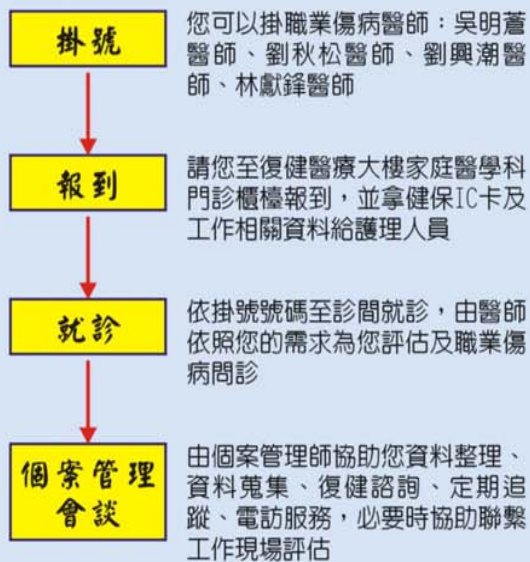 掛號
您可以掛職業傷病醫師：吳明蒼
醫師、劉秋松醫師、劉興潮醫
師、林獻鋒醫師
報到
請您至復健醫療大樓家庭醫學科
門診櫃檯報到，並拿健保IC卡及
工作相關資料給護理人員
就診
依掛號號碼至診間就診，由醫師
依照您的需求為您評估及職業傷
病問診
個案管理
會談
由個案管理師協助您資料整理、
資料蒐集、復健諮詢、定期追
蹤、電訪服務，必要時協助聯繫
工作現場評估